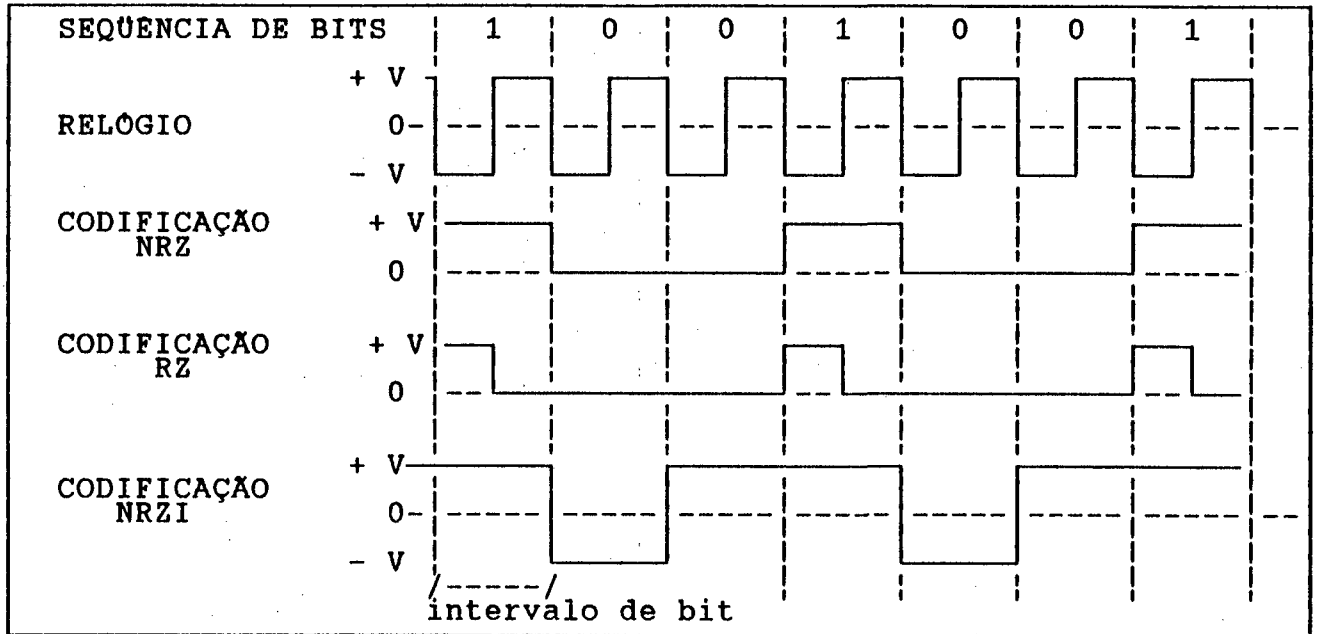 SEQÜÊNCIA DE BITS 1 0 0 1 0 0 1
+ V
RELÓGIO 0
- V
CODIFICAÇÃO + V
NRZ
0
CODIFICAÇÃO + V
RZ
0
+ V
CODIFICAÇÃO
NRZI 0
- V
intervalo de bit